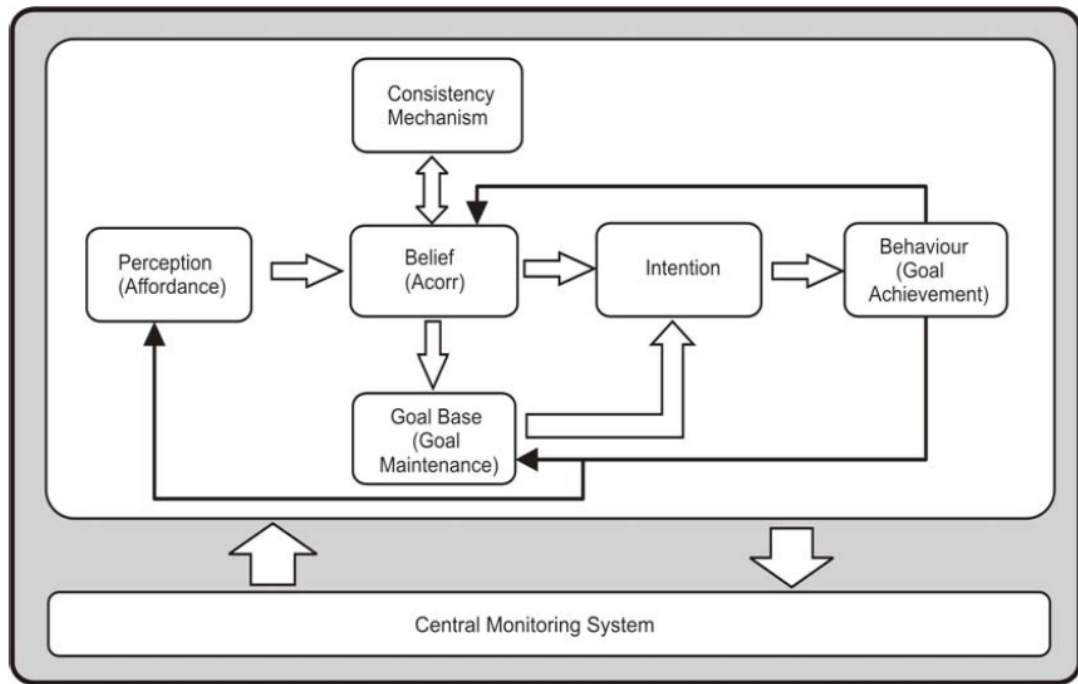 Consistency
Mechanism
Perception
(Affordance)
Belief
(Acorr)
Intention
Behaviour
(Goal
Achievement)
Goal Base
(Goal
Maintenance)
Central Monitoring System